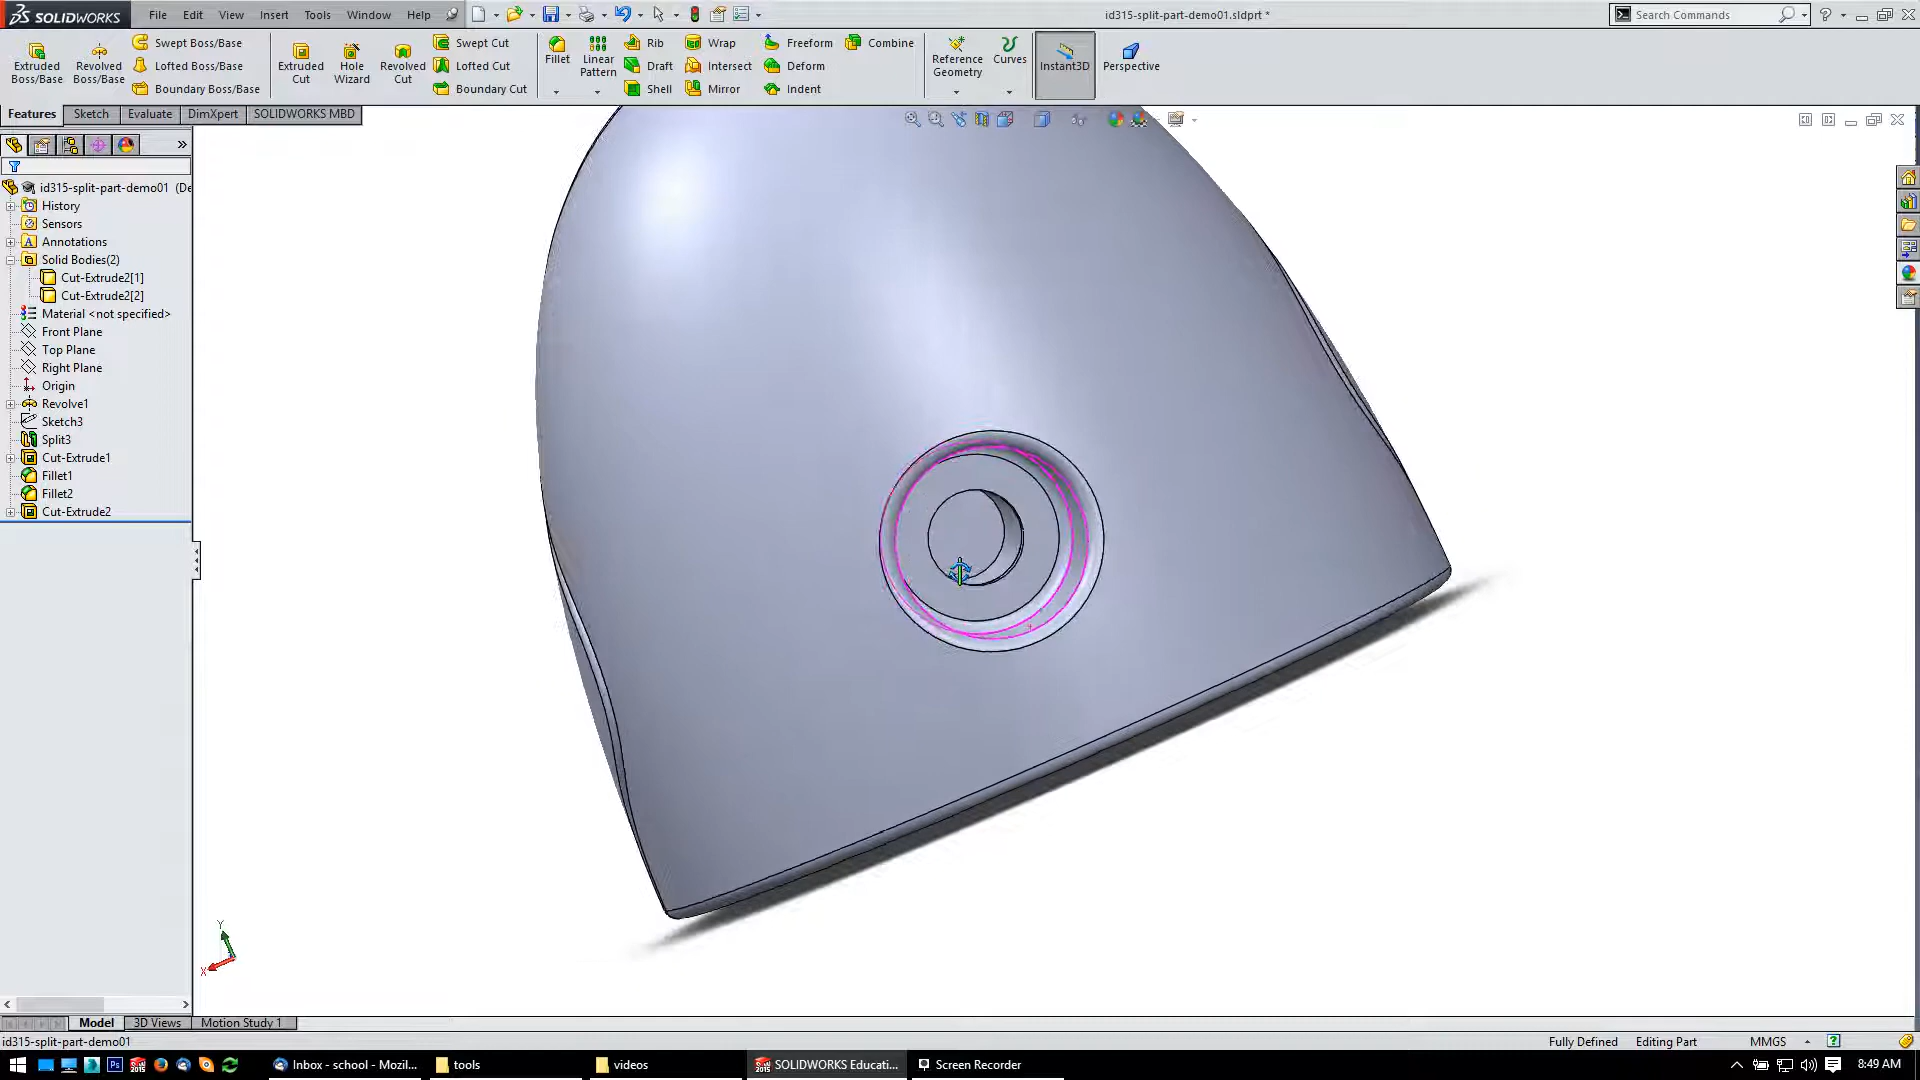 SOLIDWORKS File Edit View Insert Tools Window Help id315-split-part-demo01.sldprt * Search Commands
Extruded Boss/Base
Revolved Boss/Base
Swept Boss/Base
Lofted Boss/Base
Boundary Boss/Base
Extruded Cut
Hole Wizard
Revolved Cut
Swept Cut
Lofted Cut
Boundary Cut
Fillet
Linear Pattern
Rib
Draft
Shell
Wrap
Intersect
Mirror
Freeform
Deform
Indent
Combine
Reference Geometry
Curves
Instant3D
Perspective
Features Sketch Evaluate DimXpert SOLIDWORKS MBD
id315-split-part-demo01 (De
History
Sensors
Annotations
Solid Bodies(2)
Cut-Extrude2[1]
Cut-Extrude2[2]
Material <not specified>
Front Plane
Top Plane
Right Plane
Origin
Revolve1
Sketch3
Split3
Cut-Extrude1
Fillet1
Fillet2
Cut-Extrude2
Y
X
Model 3D Views Motion Study 1
id315-split-part-demo01 Fully Defined Editing Part MMGS
Inbox - school - Mozil... tools videos SOLIDWORKS Educati... Screen Recorder 8:49 AM